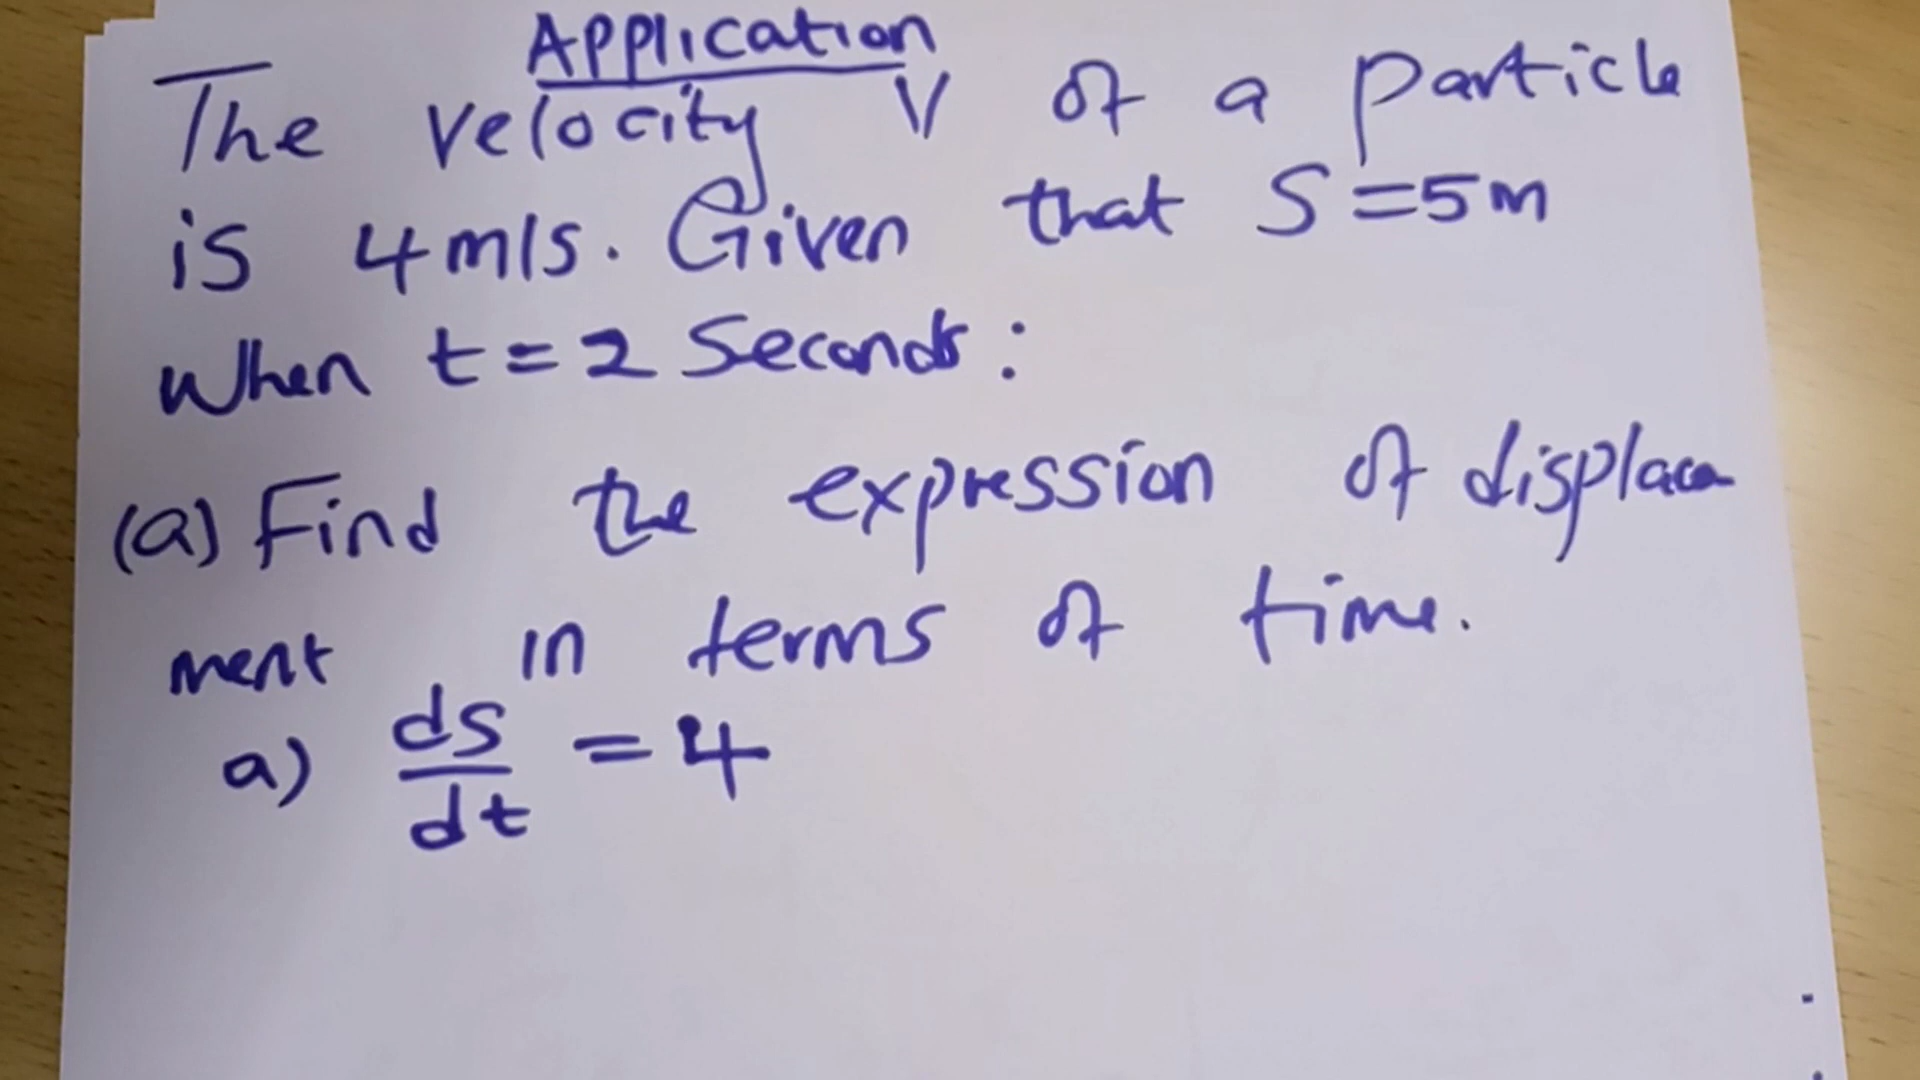 Application
The velocity V of a particle
is 4m/s. Given that S=5m
when t=2 Seconds:
(a) Find the expression of displace
ment in terms of time.
a) ds/dt = 4